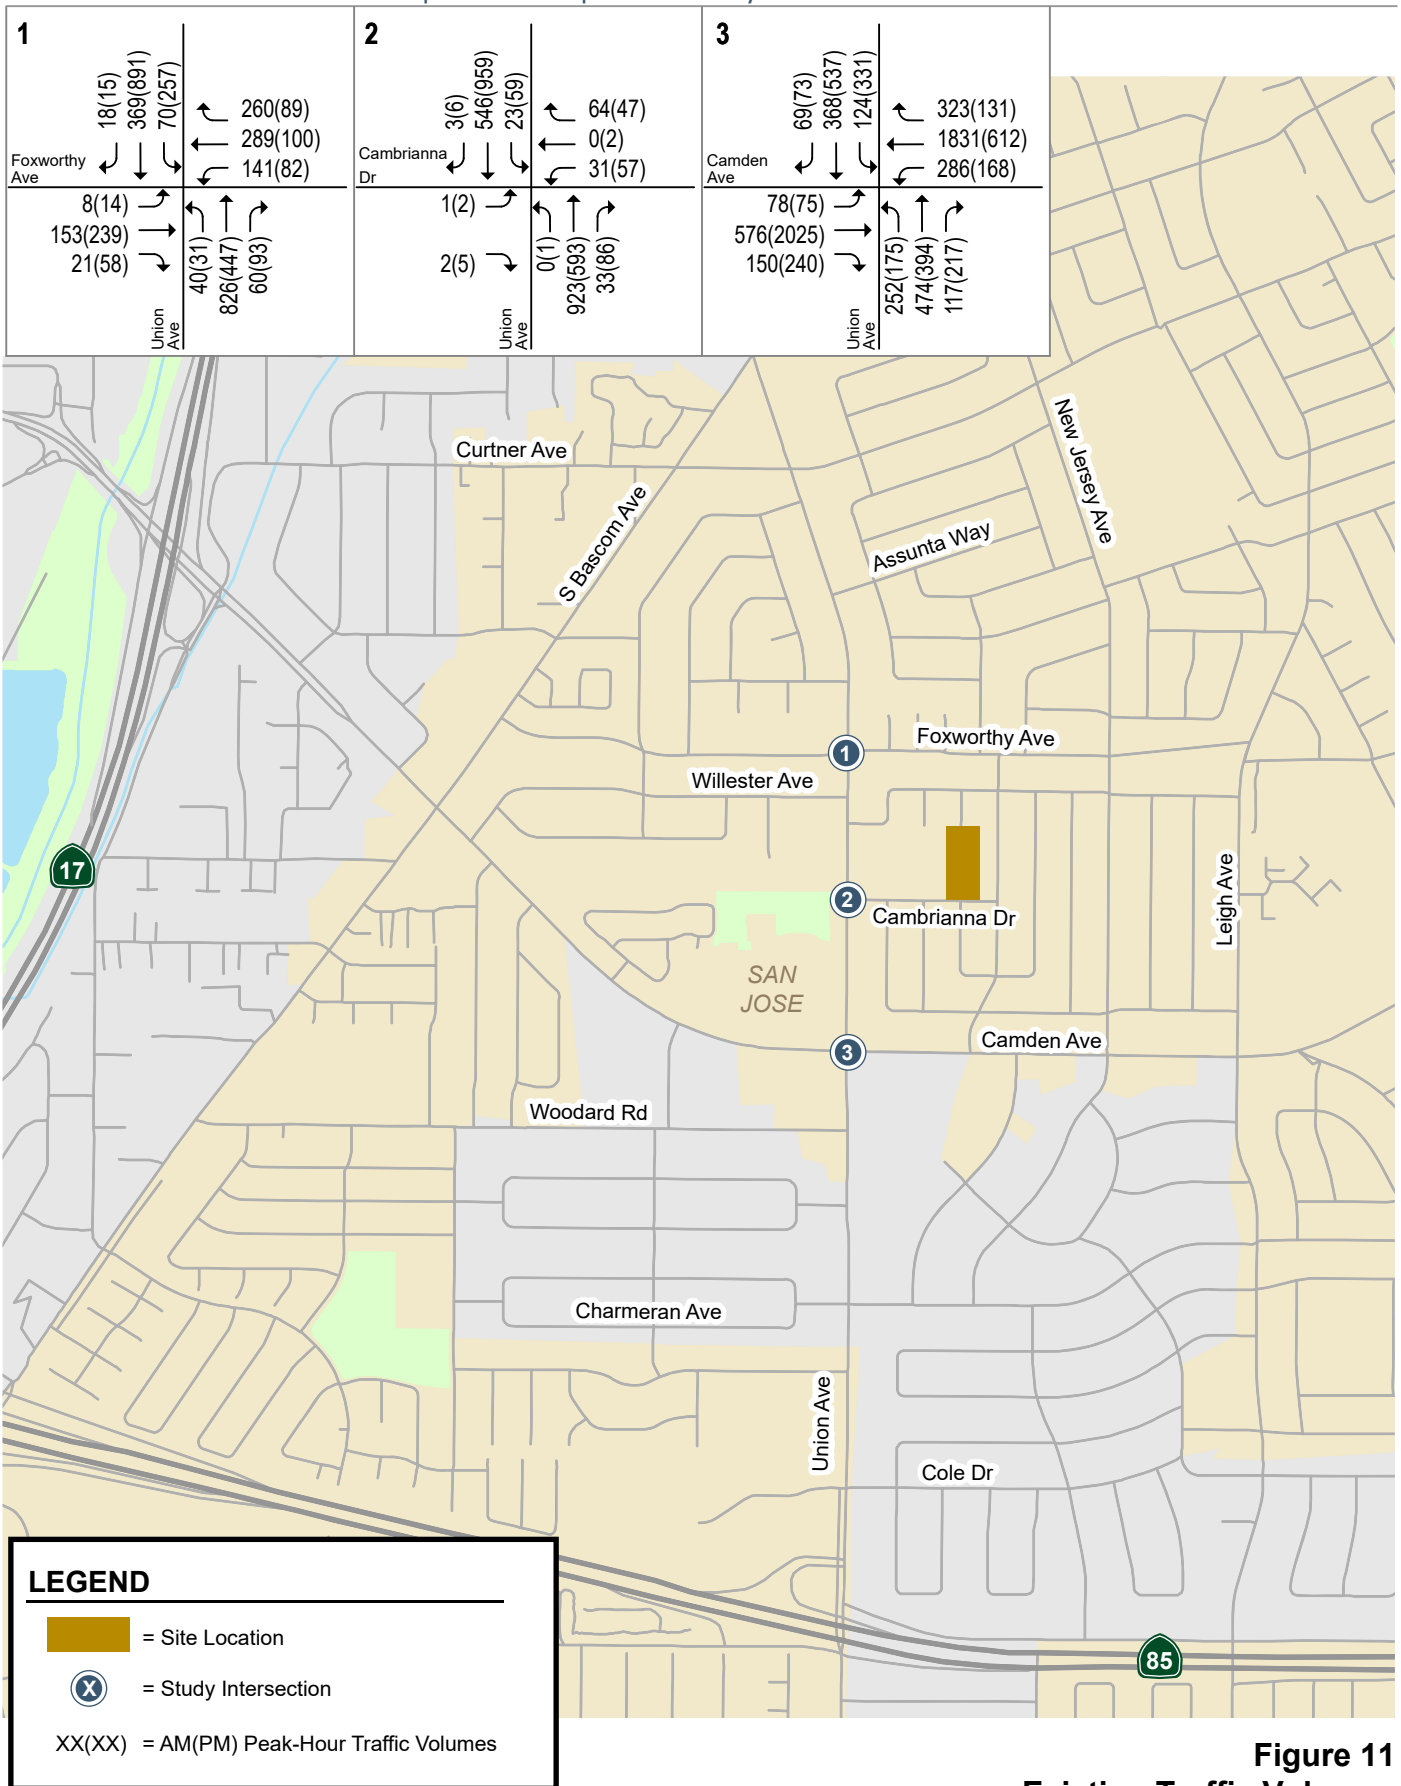 1
18(15)
369(891)
70(257)
260(89)
289(100)
141(82)
Foxworthy
Ave
8(14)
153(239)
21(58)
40(31)
826(447)
60(93)
Union
Ave
2
3(6)
546(959)
23(59)
64(47)
0(2)
31(57)
Cambrianna
Dr
1(2)
2(5)
0(1)
923(593)
33(86)
Union
Ave
3
69(73)
368(537)
124(331)
323(131)
1831(612)
286(168)
Camden
Ave
78(75)
576(2025)
150(240)
252(175)
474(394)
117(217)
Union
Ave
Curtner Ave
New Jersey Ave
S Bascom Ave
Assunta Way
1
Foxworthy Ave
Willester Ave
17
2
Cambrianna Dr
Leigh Ave
SAN
JOSE
3
Camden Ave
Woodard Rd
Charmeran Ave
Union Ave
Cole Dr
85
LEGEND
= Site Location
X = Study Intersection
XX(XX) = AM(PM) Peak-Hour Traffic Volumes
Figure 11